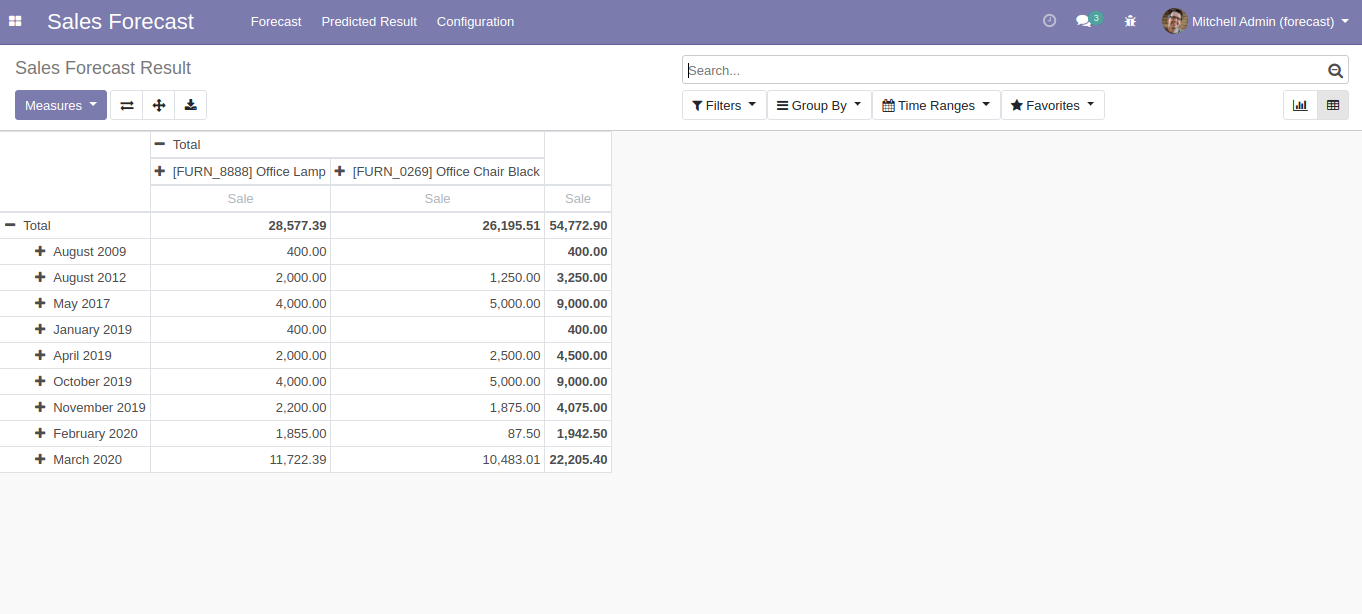 Sales Forecast Forecast Predicted Result Configuration 3 Mitchell Admin (forecast)
Sales Forecast Result
Search...
Measures Filters Group By Time Ranges Favorites
Total
[FURN_8888] Office Lamp [FURN_0269] Office Chair Black
Sale Sale Sale
Total 28,577.39 26,195.51 54,772.90
August 2009 400.00 400.00
August 2012 2,000.00 1,250.00 3,250.00
May 2017 4,000.00 5,000.00 9,000.00
January 2019 400.00 400.00
April 2019 2,000.00 2,500.00 4,500.00
October 2019 4,000.00 5,000.00 9,000.00
November 2019 2,200.00 1,875.00 4,075.00
February 2020 1,855.00 87.50 1,942.50
March 2020 11,722.39 10,483.01 22,205.40